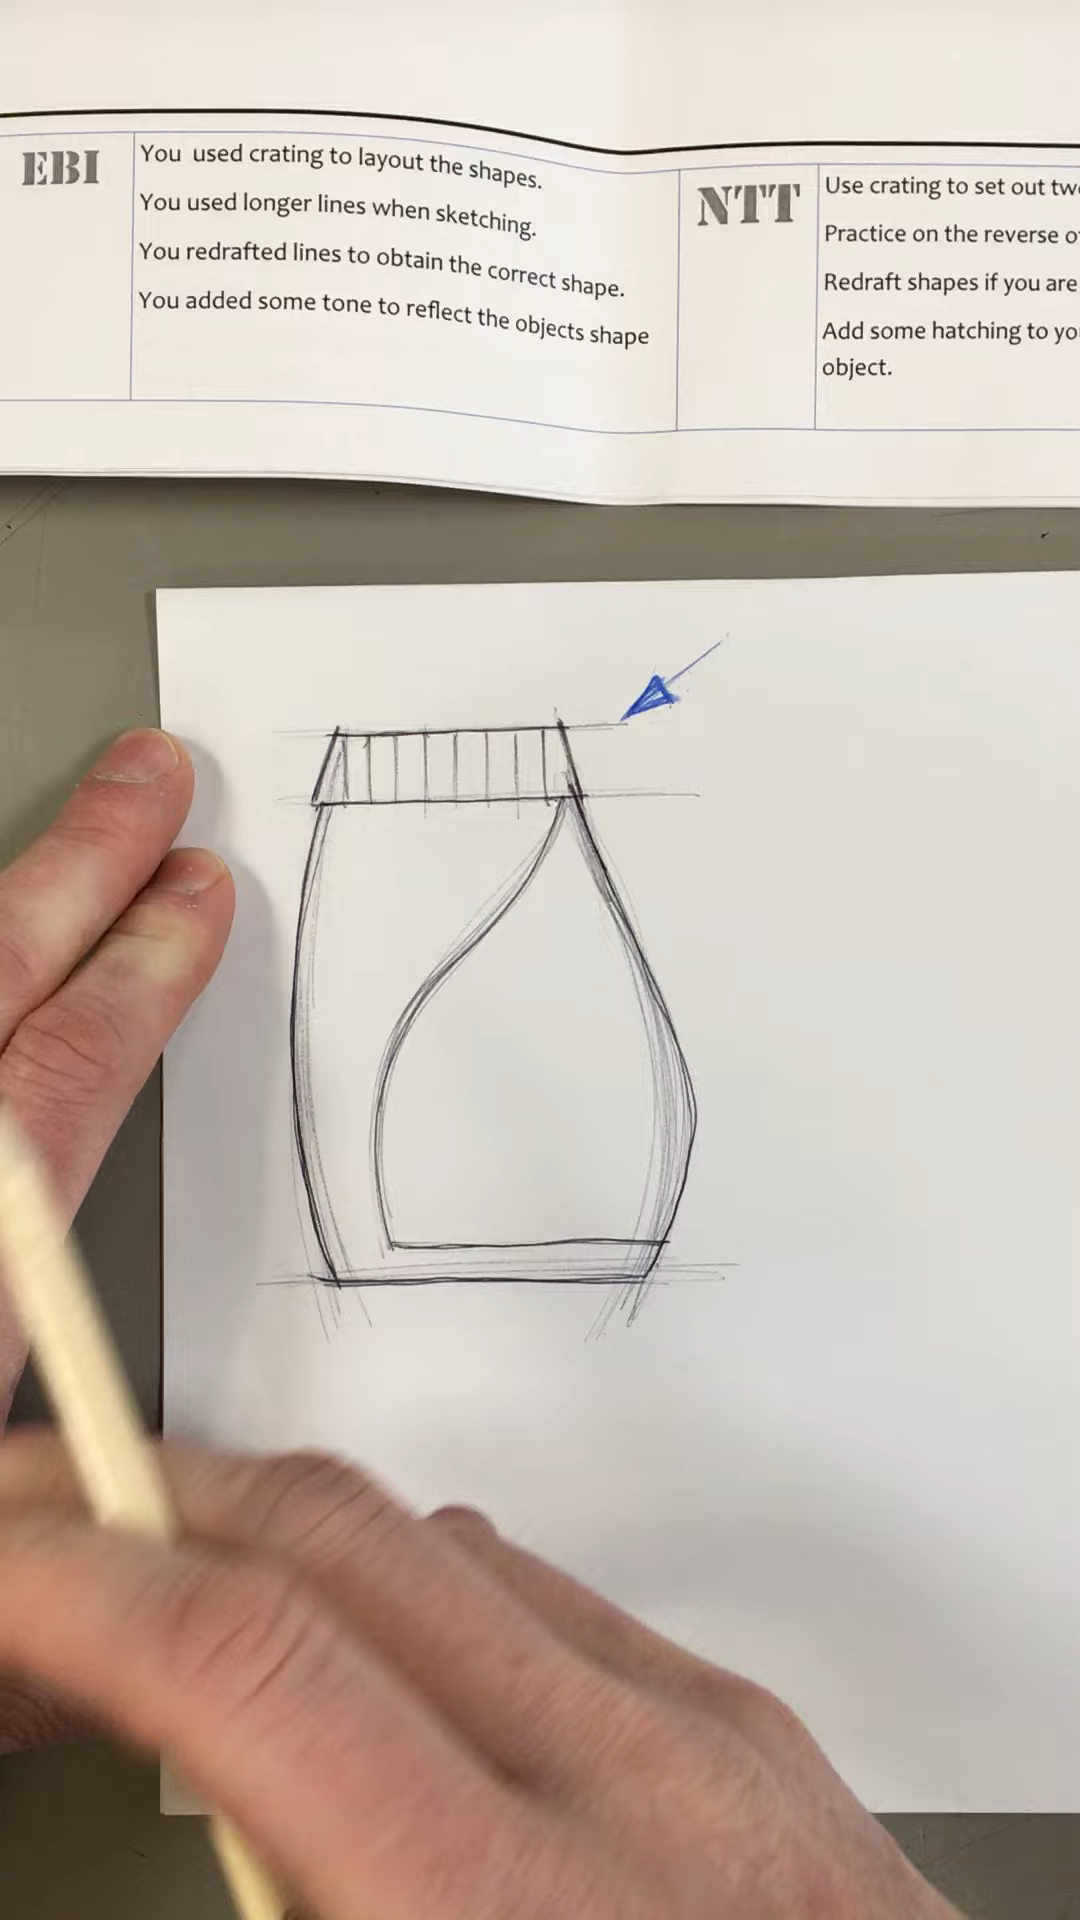 EBI
You used crating to layout the shapes.
You used longer lines when sketching.
You redrafted lines to obtain the correct shape.
You added some tone to reflect the objects shape
NTT
Use crating to set out
Practice on the reverse
Redraft shapes if you are
Add some hatching to
object.